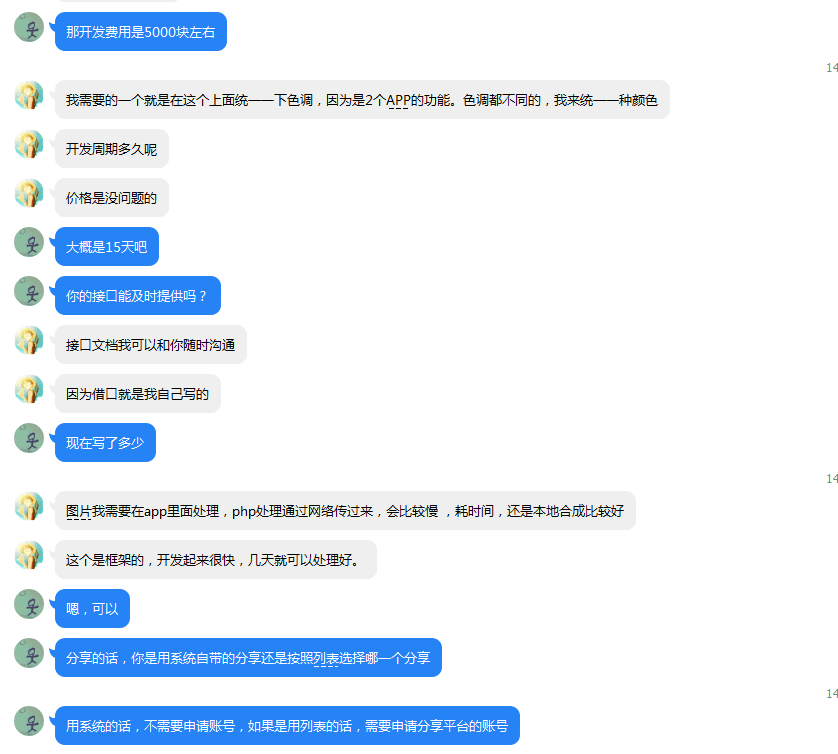 那开发费用是5000块左右
14
我需要的一个就是在这个上面统一一下色调，因为是2个APP的功能。色调都不同的，我来统一一种颜色
开发周期多久呢
价格是没问题的
大概是15天吧
你的接口能及时提供吗？
接口文档我可以和你随时沟通
因为借口就是我自己写的
现在写了多少
14
图片我需要在app里面处理，php处理通过网络传过来，会比较慢 ，耗时间，还是本地合成比较好
这个是框架的，开发起来很快，几天就可以处理好。
嗯，可以
分享的话，你是用系统自带的分享还是按照列表选择哪一个分享
14
用系统的话，不需要申请账号，如果是用列表的话，需要申请分享平台的账号